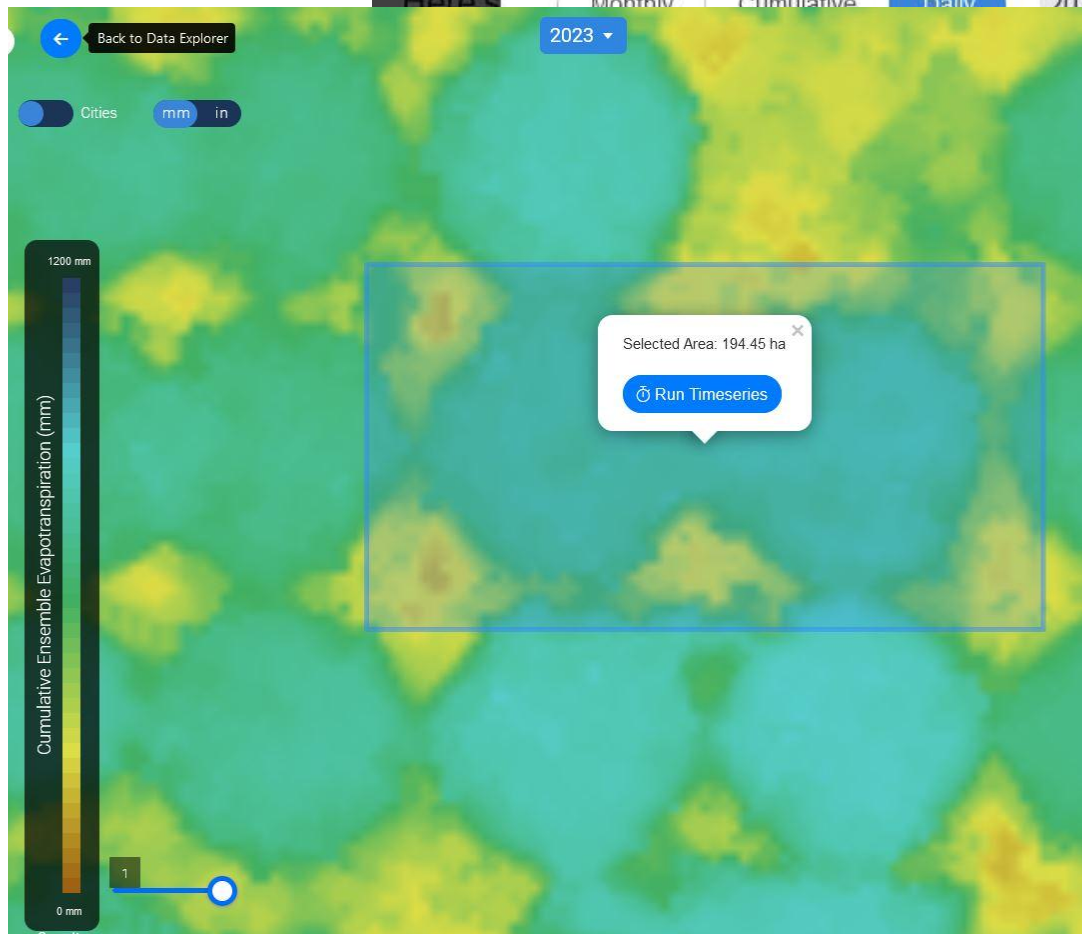 Here's
Monthly
Cumulative
Daily
Back to Data Explorer
2023
Cities
mm
in
1200 mm
Selected Area: 194.45 ha
Run Timeseries
Cumulative Ensemble Evapotranspiration (mm)
1
0 mm